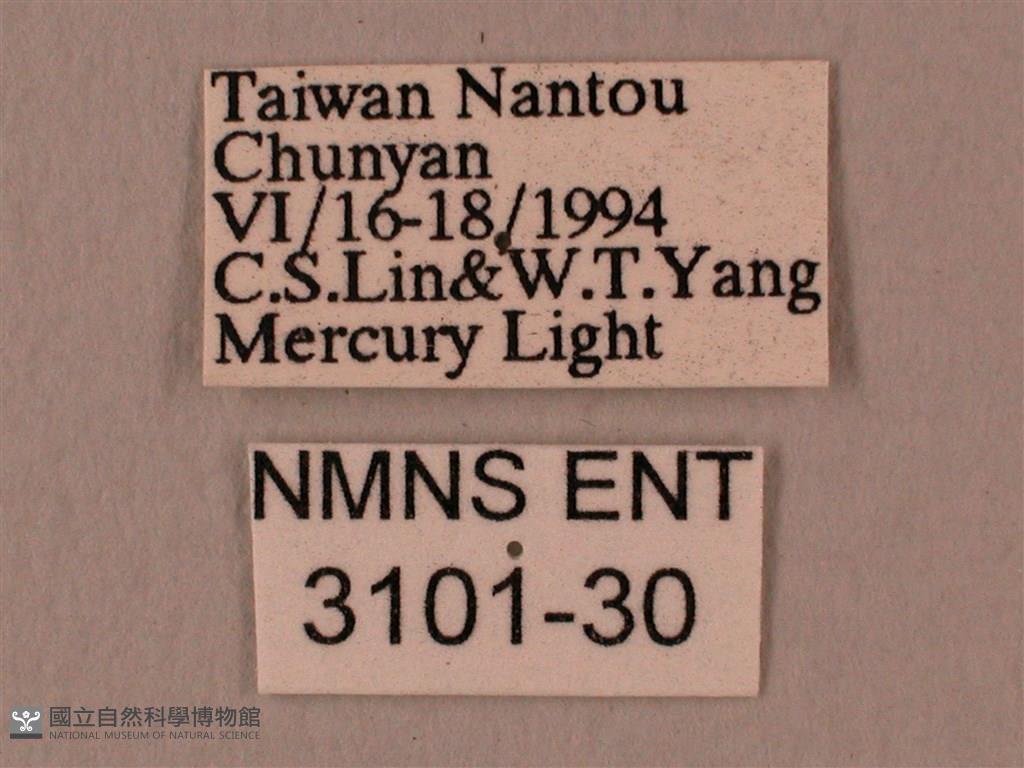 Taiwan Nantou
Chunyan
VI/16-18/1994
C.S.Lin&W.T.Yang
Mercury Light
NMNS ENT
3101-30
國立自然科學博物館
NATIONAL MUSEUM OF NATURAL SCIENCE